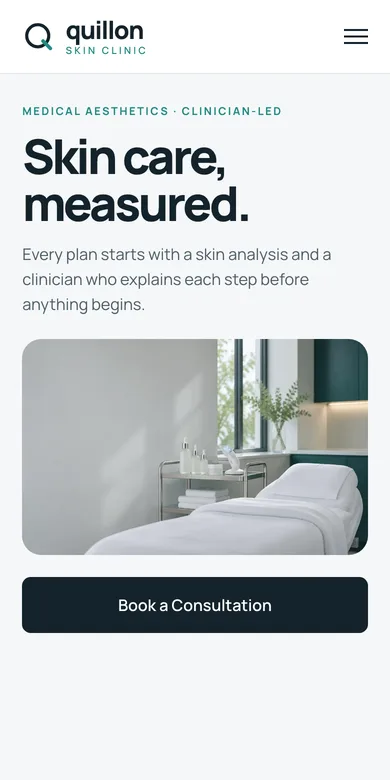 quillon
SKIN CLINIC
MEDICAL AESTHETICS · CLINICIAN-LED
Skin care,
measured.
Every plan starts with a skin analysis and a
clinician who explains each step before
anything begins.
Book a Consultation